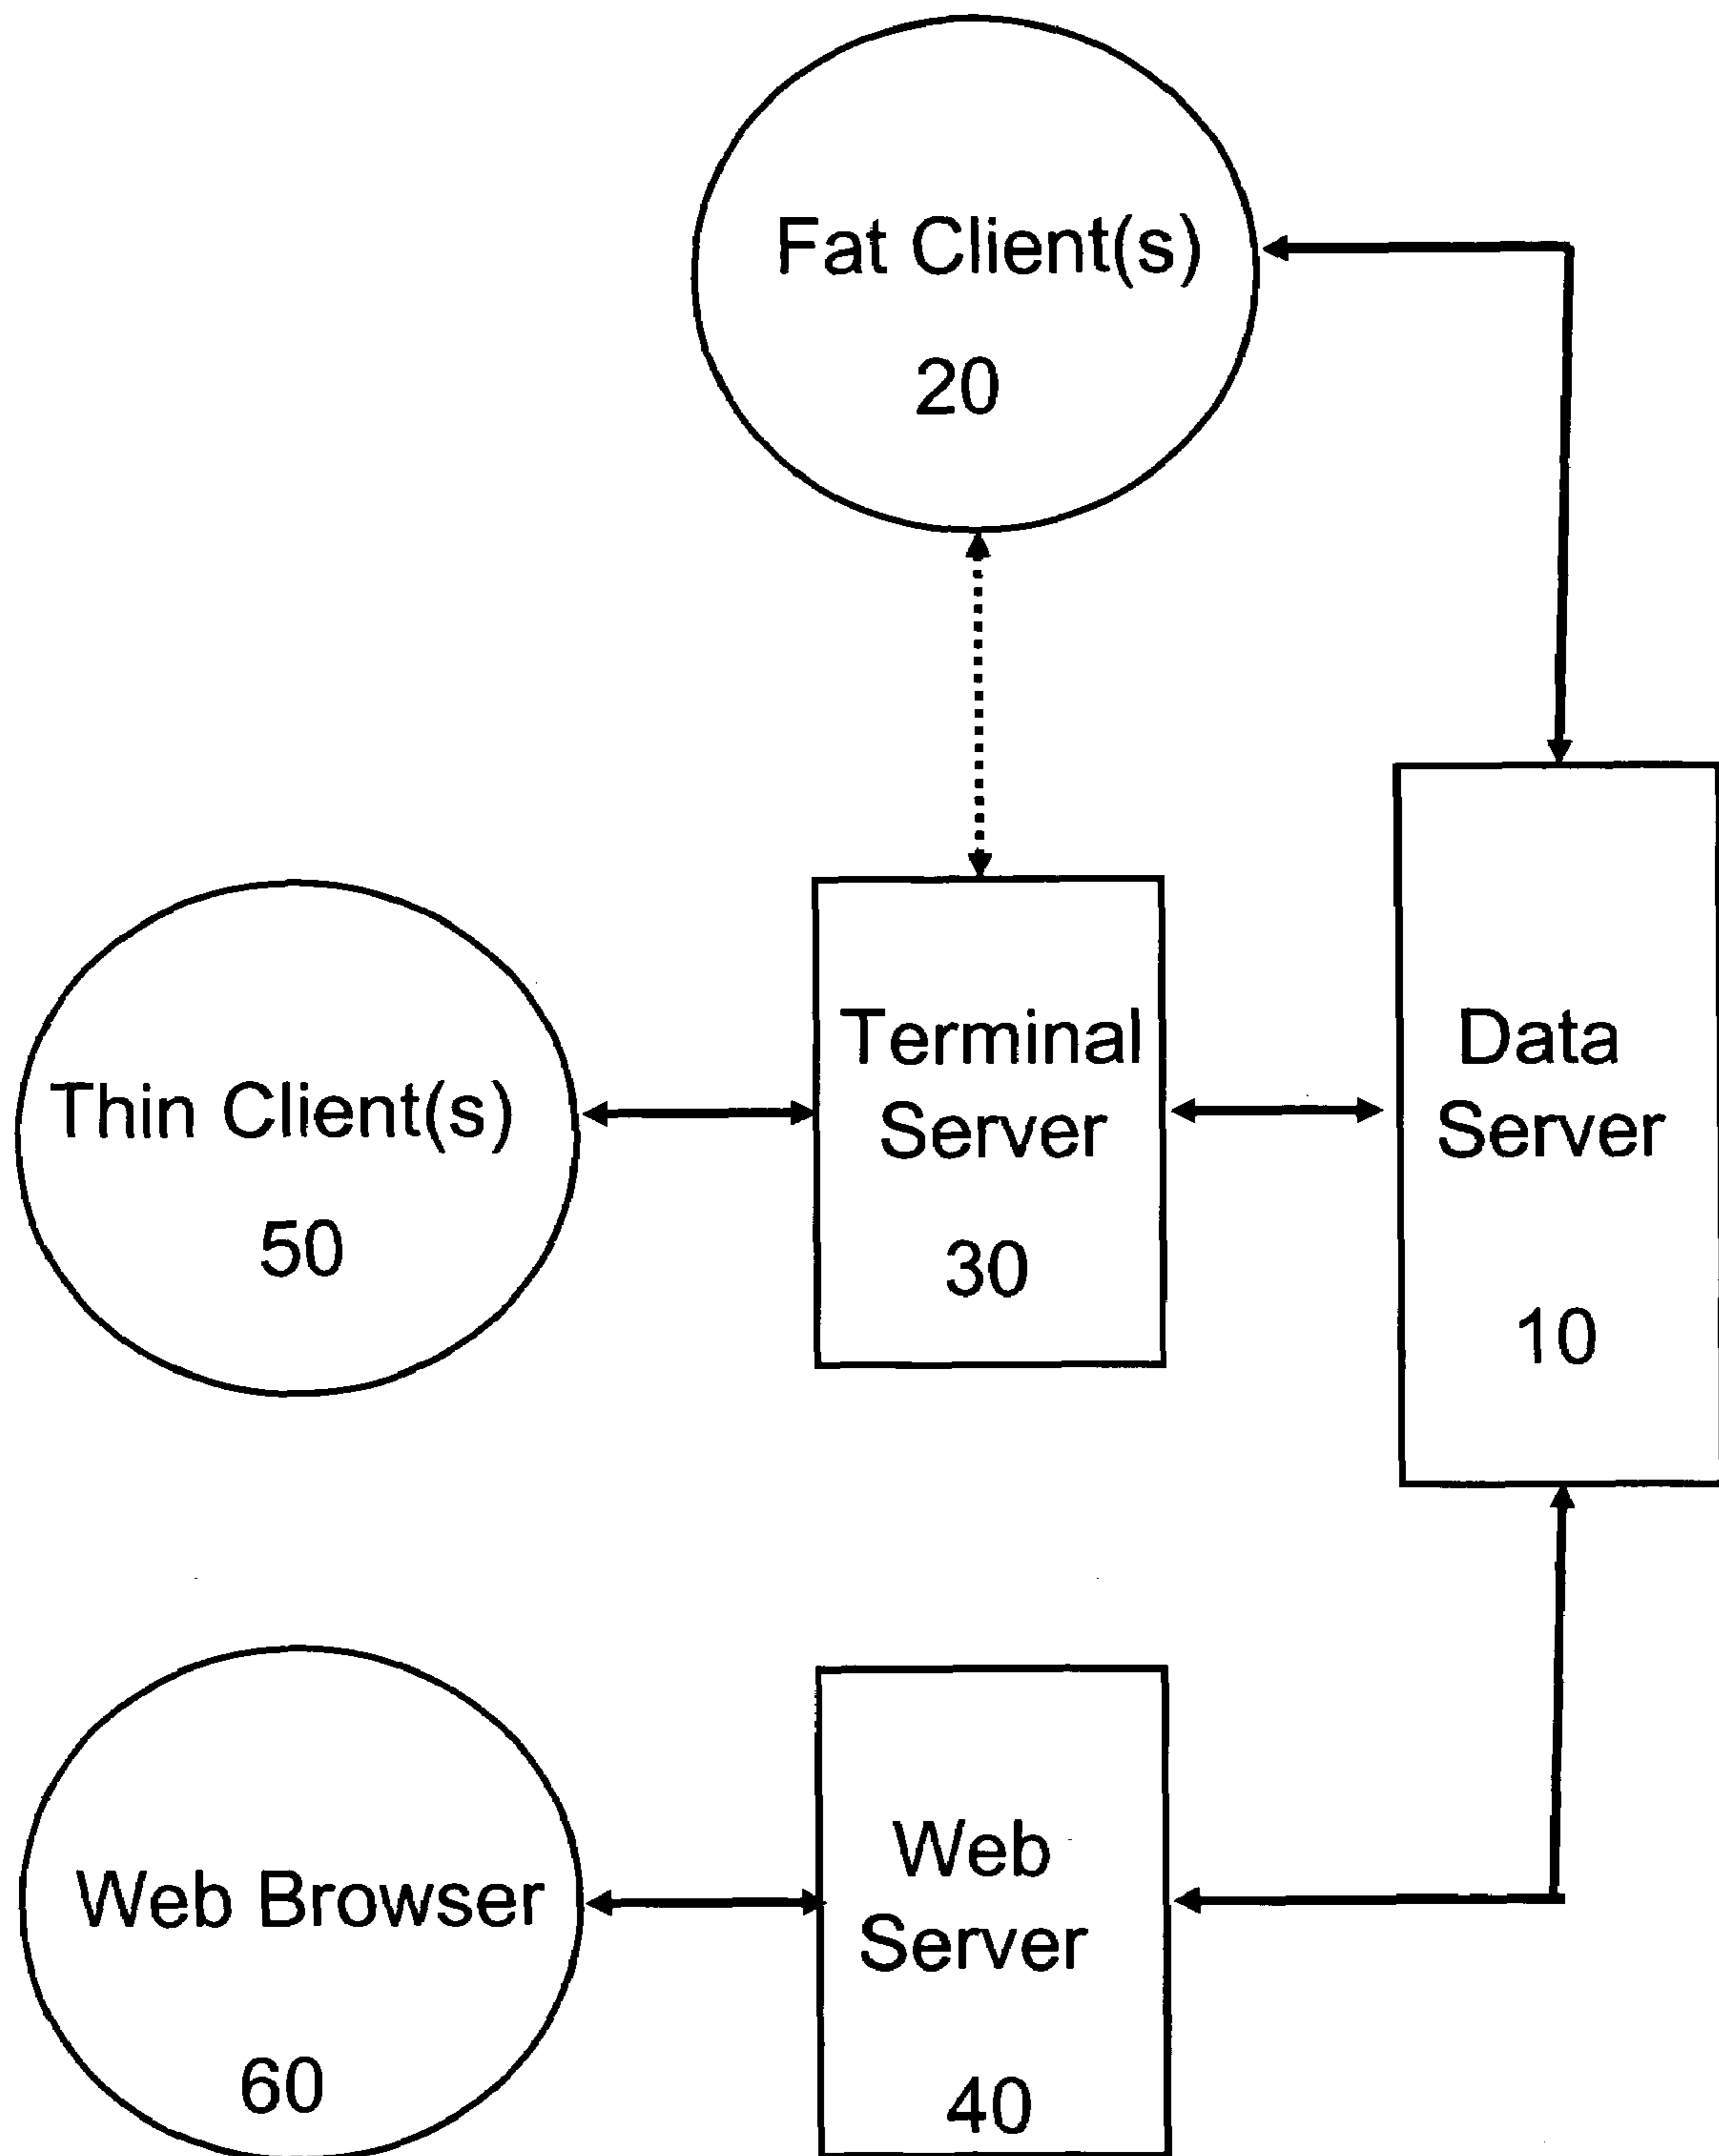 Fat Client(s)
20
Thin Client(s)
50
Terminal
Server
30
Data
Server
10
Web Browser
60
Web
Server
40